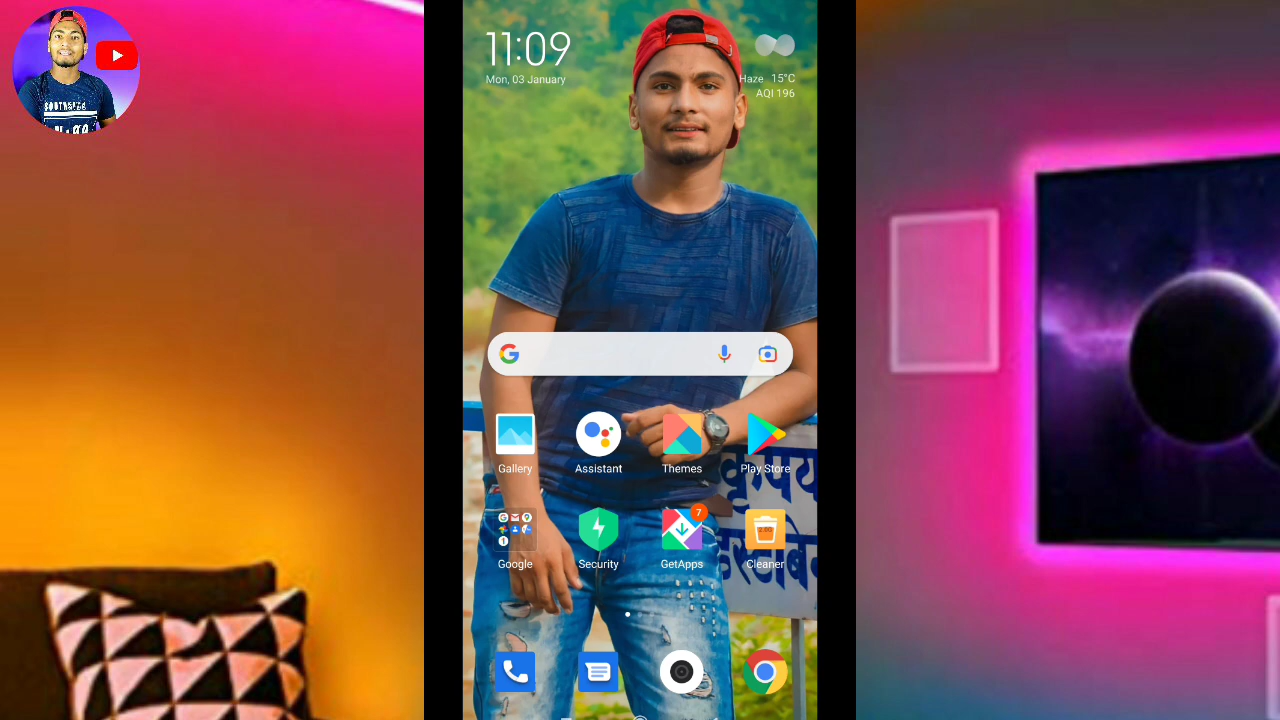 11:09
Mon, 03 January
Haze 15°C
AQI 196
Gallery
Assistant
Themes
Play Store
7
Google
Security
GetApps
Cleaner